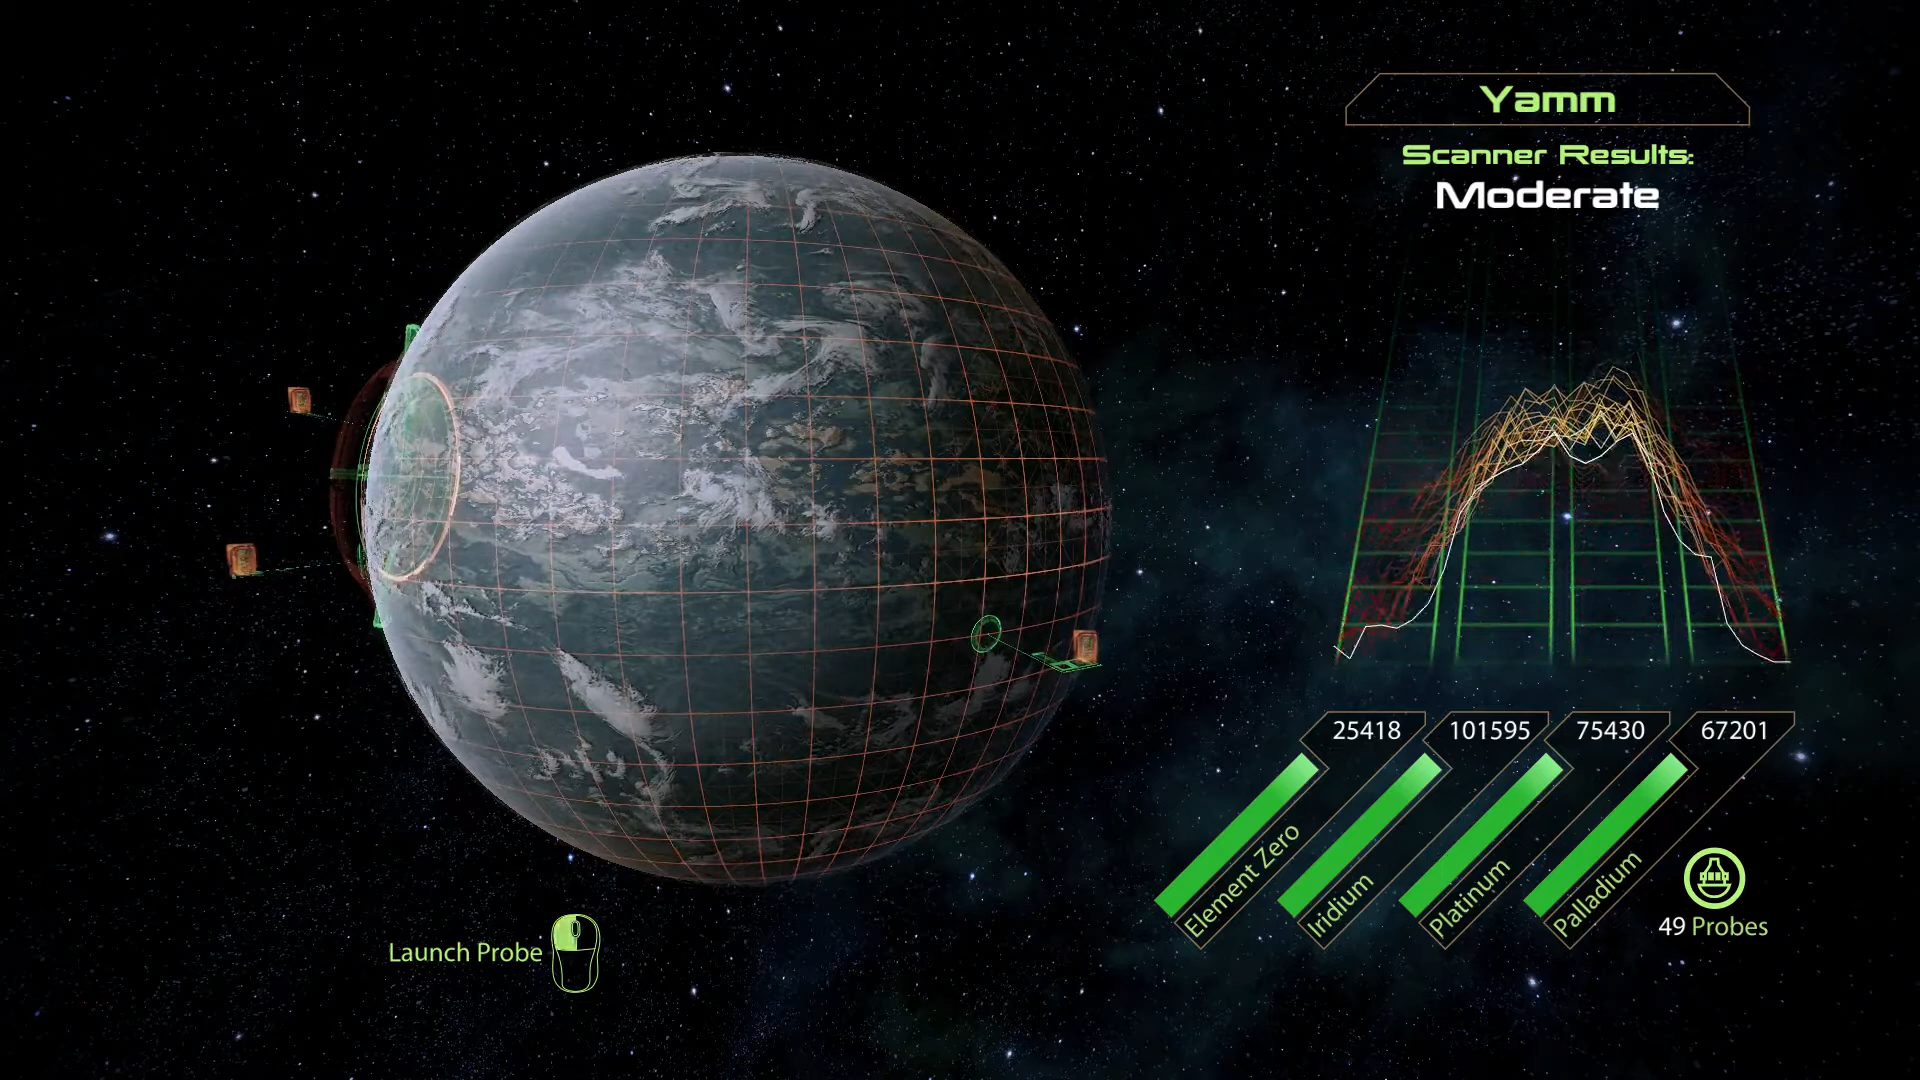 Yamm
Scanner Results:
Moderate
25418
101595
75430
67201
Element Zero
Iridium
Platinum
Palladium
49 Probes
Launch Probe